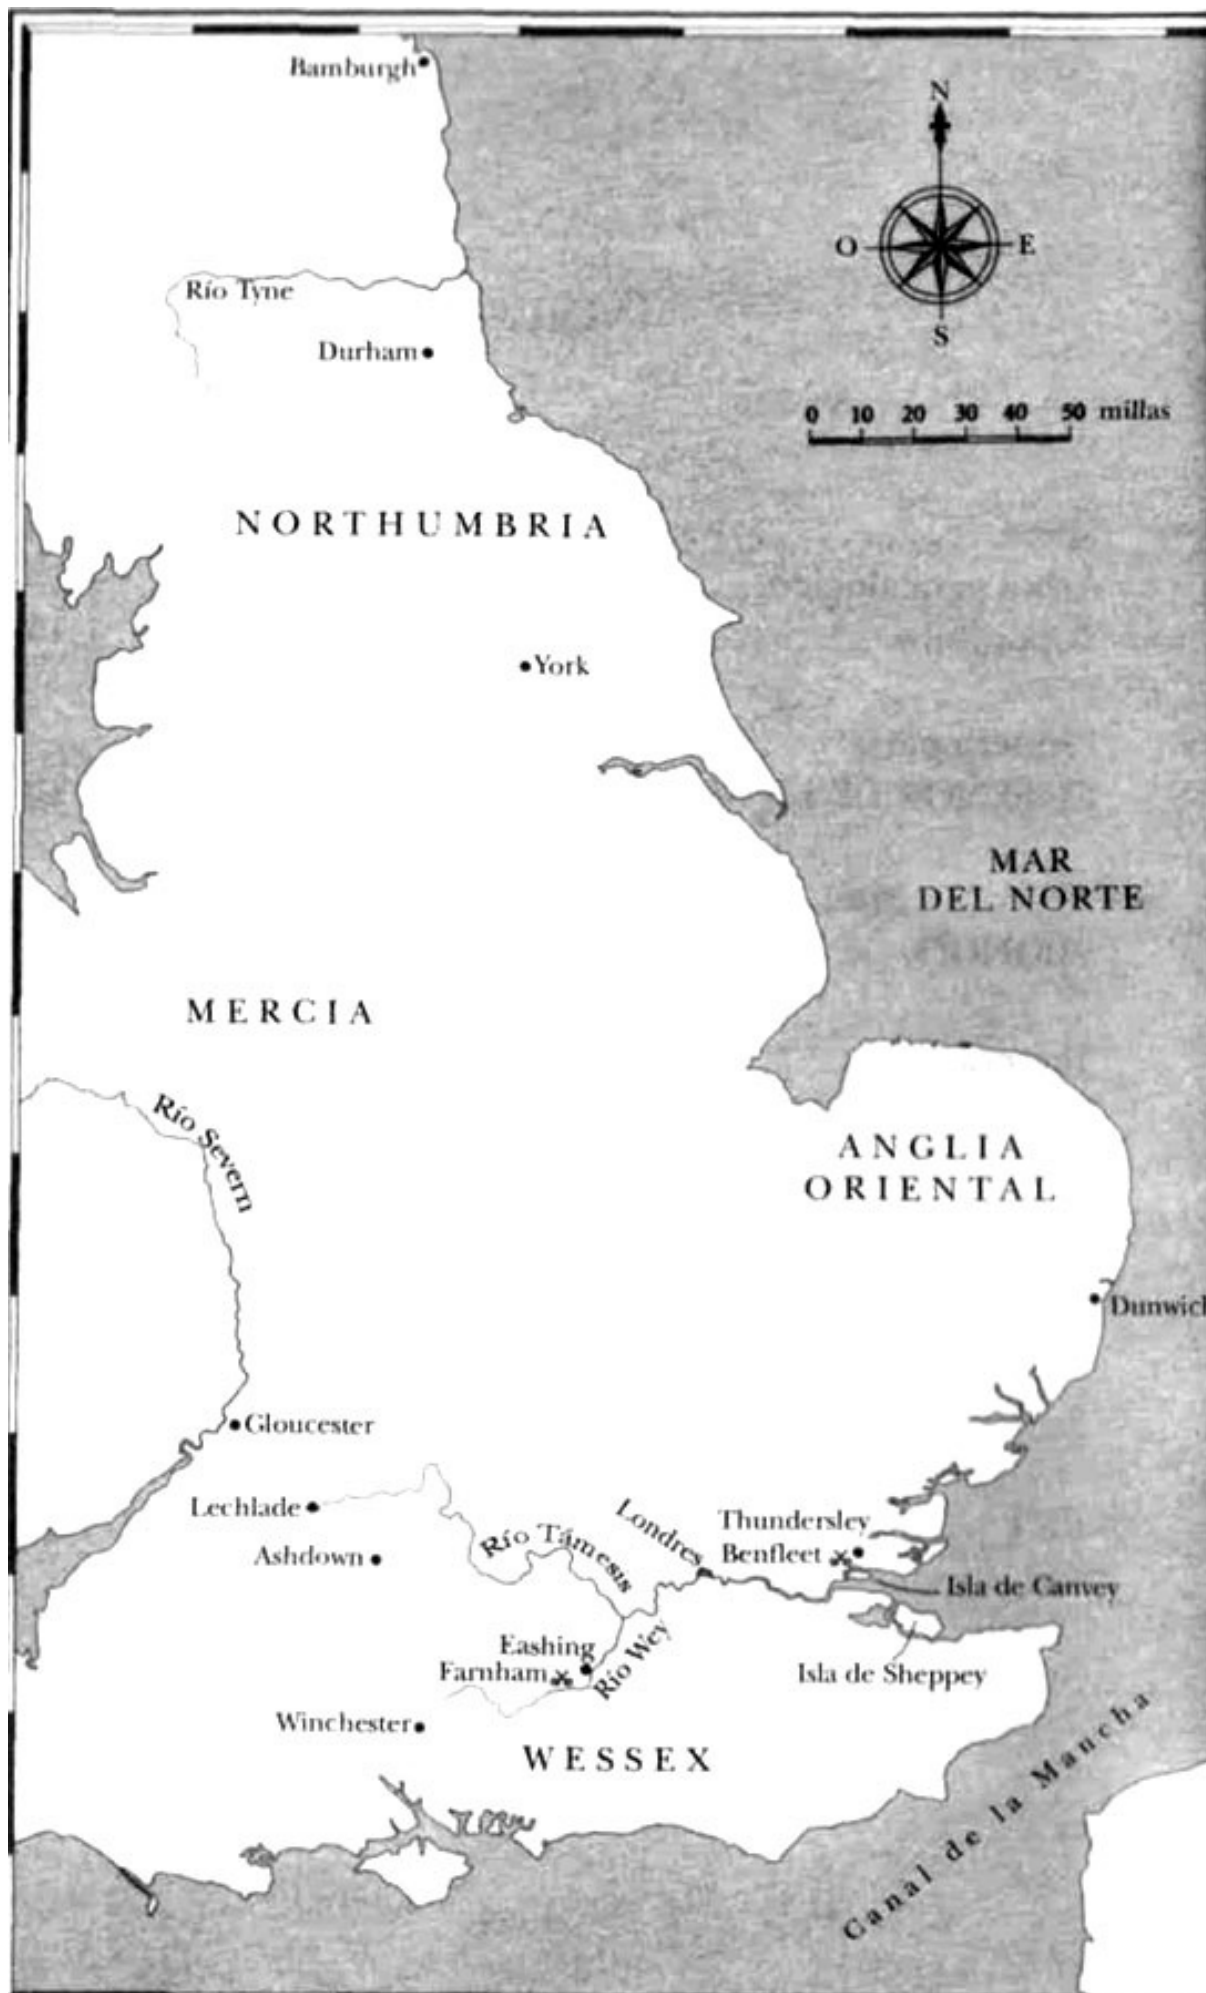 Bamburgh
N
O E
S
Río Tyne
Durham
0 10 20 30 40 50 millas
NORTHUMBRIA
York
MAR
DEL NORTE
MERCIA
Río Severn
ANGLIA
ORIENTAL
Dunwich
Gloucester
Lechlade
Ashdown
Río Támesis
Londres
Thundersley
Benfleet
Isla de Canvey
Eashing
Farnham
Río Wey
Isla de Sheppey
Winchester
WESSEX
Canal de la Mancha